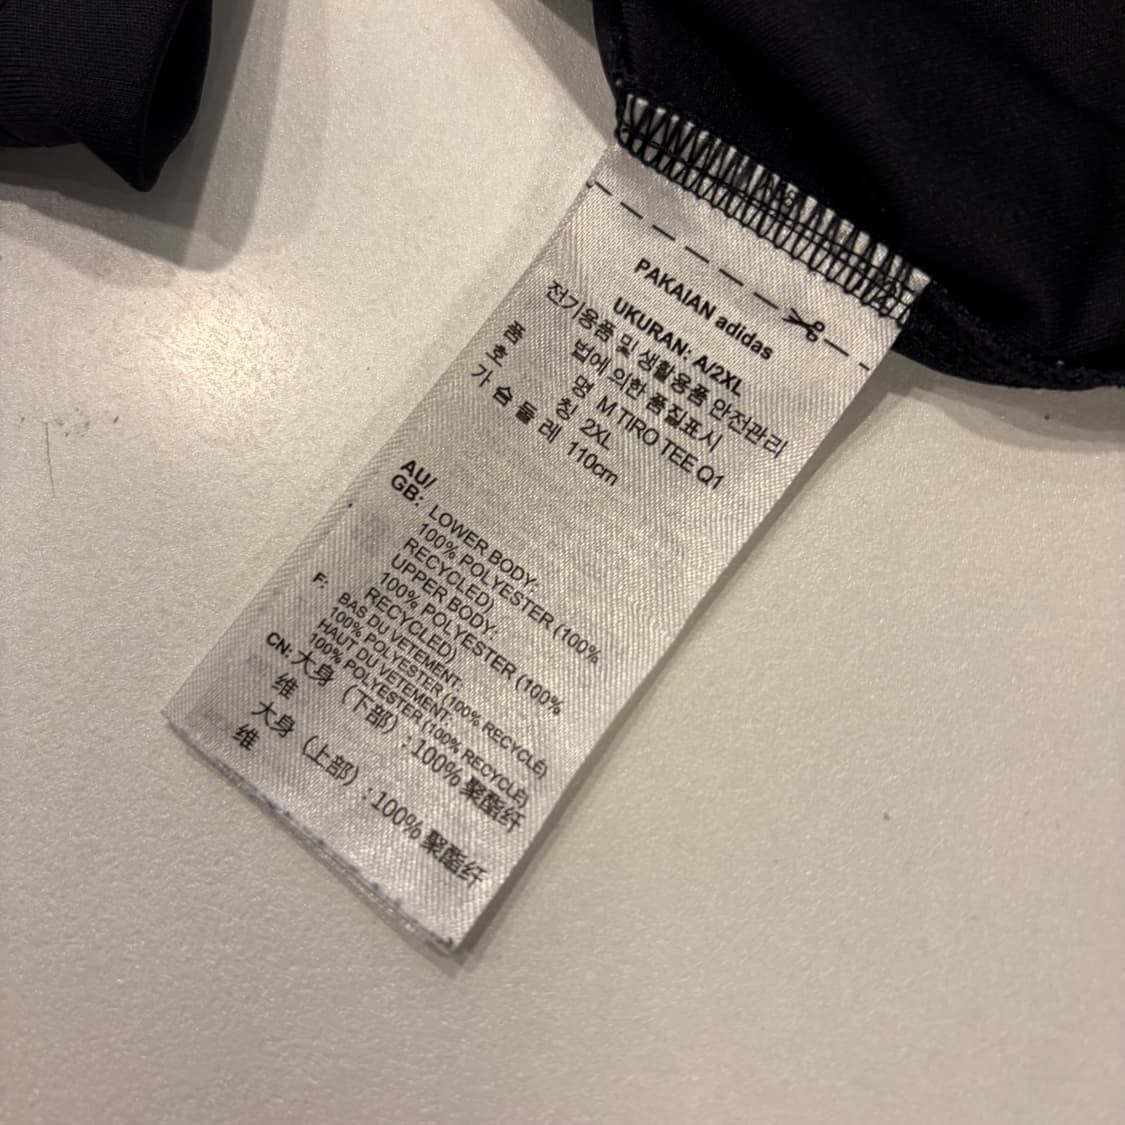 PAKAIAN adidas
UKURAN: A/2XL
전기용품 및 생활용품 안전관리
법에 의한 품질표시
품 명 M TIRO TEE Q1
호 칭 2XL
가 슴 둘 레 110cm
AU/
GB: LOWER BODY:
100% POLYESTER (100%
RECYCLED)
UPPER BODY:
100% POLYESTER (100%
RECYCLED)
F: BAS DU VETEMENT:
100% POLYESTER (100% RECYCLÉ)
HAUT DU VETEMENT:
100% POLYESTER (100% RECYCLÉ)
CN: 大身（下部）: 100% 聚酯纤
维
大身（上部）: 100% 聚酯纤
维